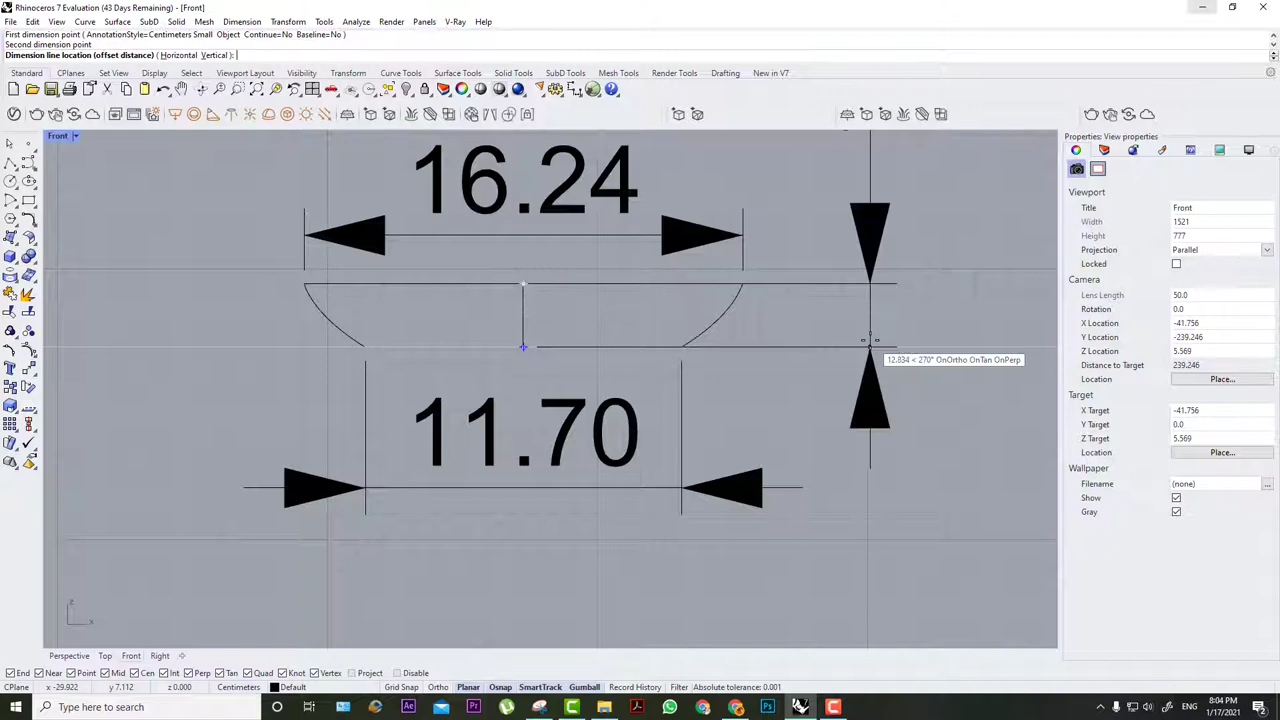 Rhinoceros 7 Evaluation (43 Days Remaining) - [Front]
File Edit View Curve Surface SubD Solid Mesh Dimension Transform Tools Analyze Render Panels V-Ray Help
First dimension point ( AnnotationStyle=Centimeters Small Object Continue=No Baseline=No )
Second dimension point
Dimension line location (offset distance) ( Horizontal Vertical ):
Standard CPlanes Set View Display Select Viewport Layout Visibility Transform Curve Tools Surface Tools Solid Tools SubD Tools Mesh Tools Render Tools Drafting New in V7
Front
16.24
12.834 < 270° OnOrtho OnTan OnPerp
11.70
z
x
Properties: View properties
Viewport
Title Front
Width 1521
Height 777
Projection Parallel
Locked
Camera
Lens Length 50.0
Rotation 0.0
X Location -41.756
Y Location -239.246
Z Location 5.569
Distance to Target 239.246
Location Place...
Target
X Target -41.756
Y Target 0.0
Z Target 5.569
Location Place...
Wallpaper
Filename (none) ...
Show
Gray
Perspective Top Front Right
End Near Point Mid Cen Int Perp Tan Quad Knot Vertex Project Disable
CPlane x -29.922 y 7.112 z 0.000 Centimeters Default Grid Snap Ortho Planar Osnap SmartTrack Gumball Record History Filter Absolute tolerance: 0.001
Type here to search
8:04 PM
1/17/2021